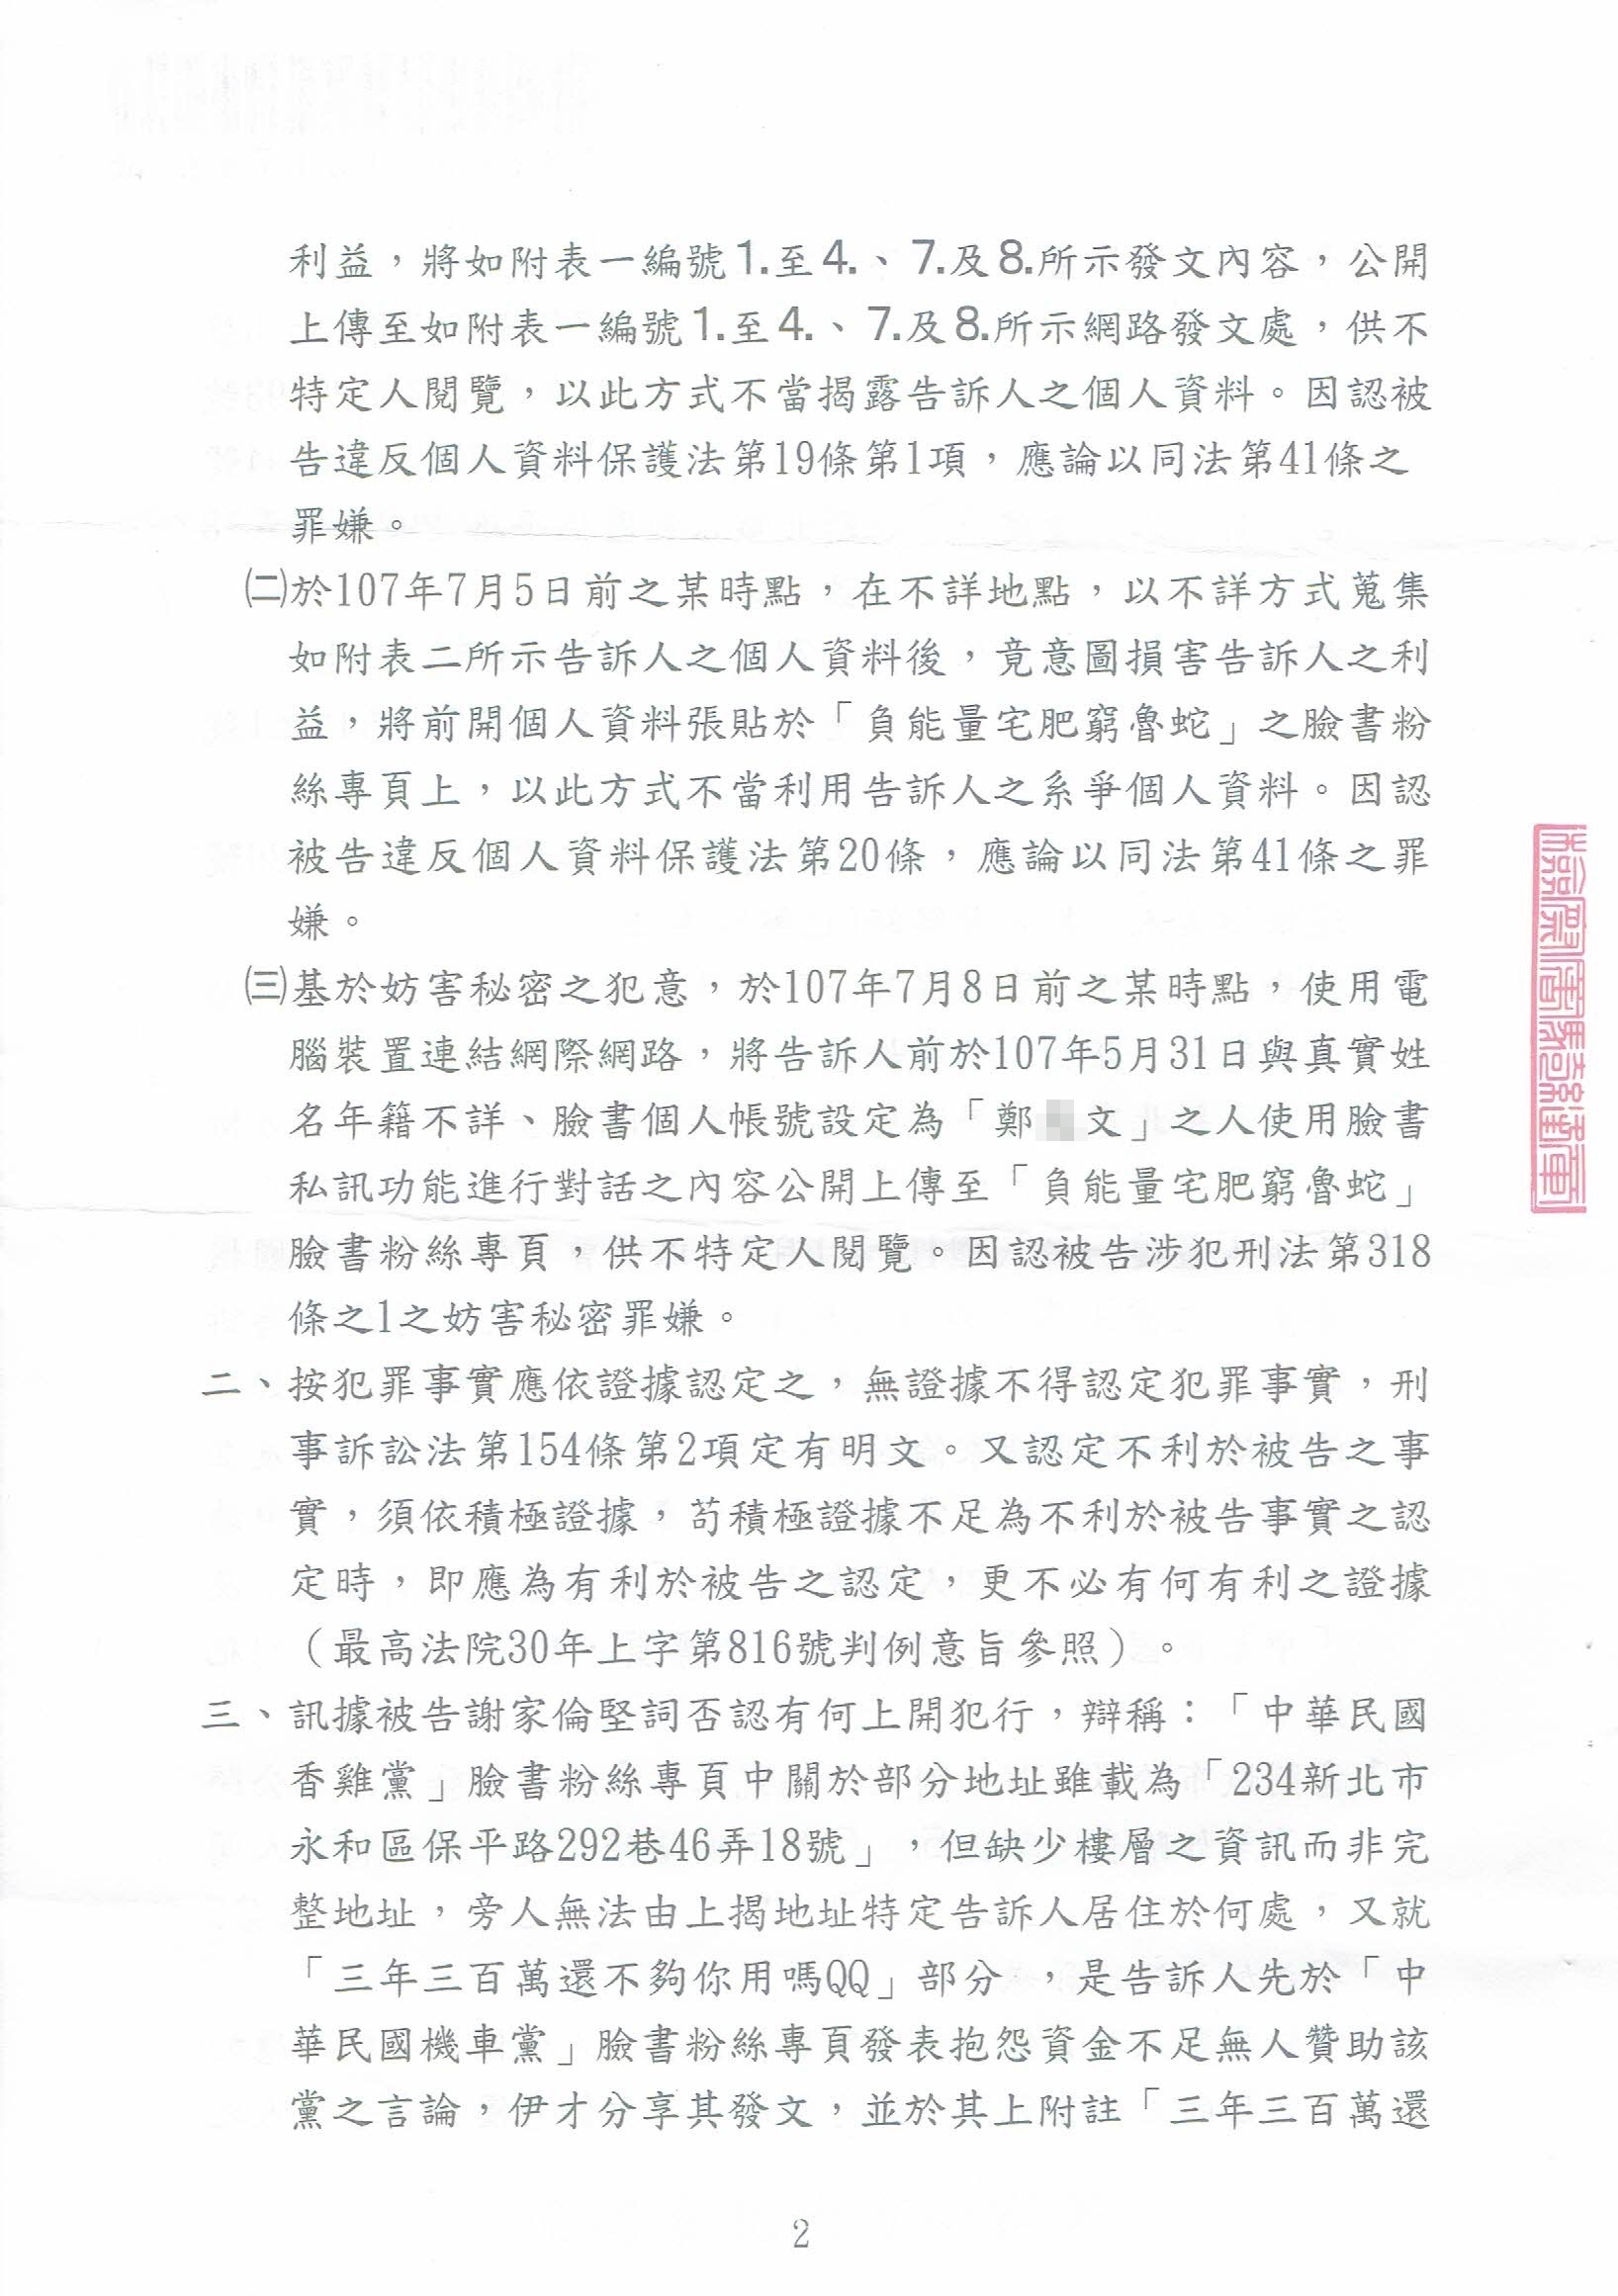 利益，將如附表一編號1.至4.、7.及8.所示發文內容，公開
上傳至如附表一編號1.至4.、7.及8.所示網路發文處，供不
特定人閱覽，以此方式不當揭露告訴人之個人資料。因認被
告違反個人資料保護法第19條第1項，應論以同法第41條之
罪嫌。
㈡於107年7月5日前之某時點，在不詳地點，以不詳方式蒐集
如附表二所示告訴人之個人資料後，竟意圖損害告訴人之利
益，將前開個人資料張貼於「負能量宅肥窮魯蛇」之臉書粉
絲專頁上，以此方式不當利用告訴人之系爭個人資料。因認
被告違反個人資料保護法第20條，應論以同法第41條之罪
嫌。
㈢基於妨害秘密之犯意，於107年7月8日前之某時點，使用電
腦裝置連結網際網路，將告訴人前於107年5月31日與真實姓
名年籍不詳、臉書個人帳號設定為「鄭 文」之人使用臉書
私訊功能進行對話之內容公開上傳至「負能量宅肥窮魯蛇」
臉書粉絲專頁，供不特定人閱覽。因認被告涉犯刑法第318
條之1之妨害秘密罪嫌。
二、按犯罪事實應依證據認定之，無證據不得認定犯罪事實，刑
事訴訟法第154條第2項定有明文。又認定不利於被告之事
實，須依積極證據，苟積極證據不足為不利於被告事實之認
定時，即應為有利於被告之認定，更不必有何有利之證據
（最高法院30年上字第816號判例意旨參照）。
三、訊據被告謝家倫堅詞否認有何上開犯行，辯稱：「中華民國
香雞黨」臉書粉絲專頁中關於部分地址雖載為「234新北市
永和區保平路292巷46弄18號」，但缺少樓層之資訊而非完
整地址，旁人無法由上揭地址特定告訴人居住於何處，又就
「三年三百萬還不夠你用嗎QQ」部分 ，是告訴人先於「中
華民國機車黨」臉書粉絲專頁發表抱怨資金不足無人贊助該
黨之言論，伊才分享其發文，並於其上附註「三年三百萬還
2